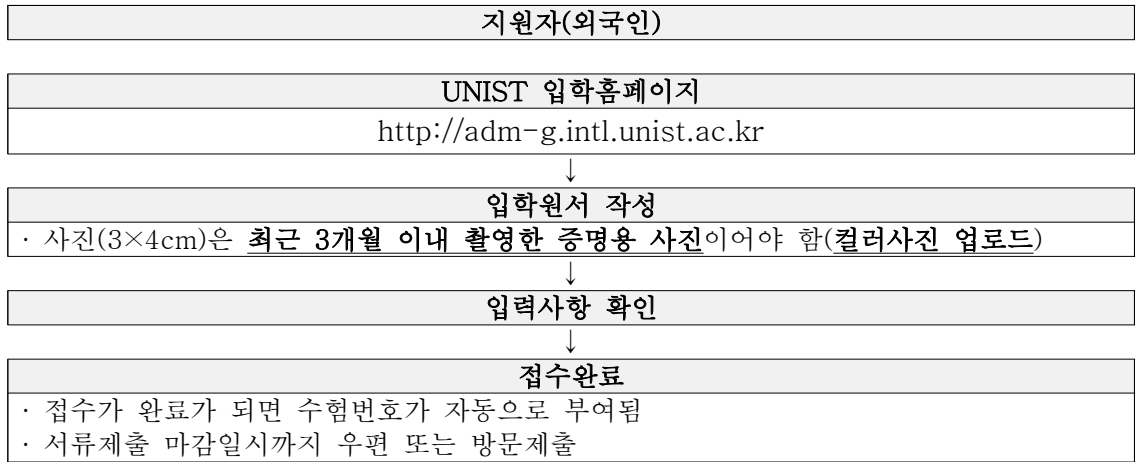 지원자(외국인)
UNIST 입학홈페이지
http://adm-g.intl.unist.ac.kr
↓
입학원서 작성
· 사진(3×4cm)은 최근 3개월 이내 촬영한 증명용 사진이어야 함(컬러사진 업로드)
↓
입력사항 확인
↓
접수완료
· 접수가 완료가 되면 수험번호가 자동으로 부여됨
· 서류제출 마감일시까지 우편 또는 방문제출